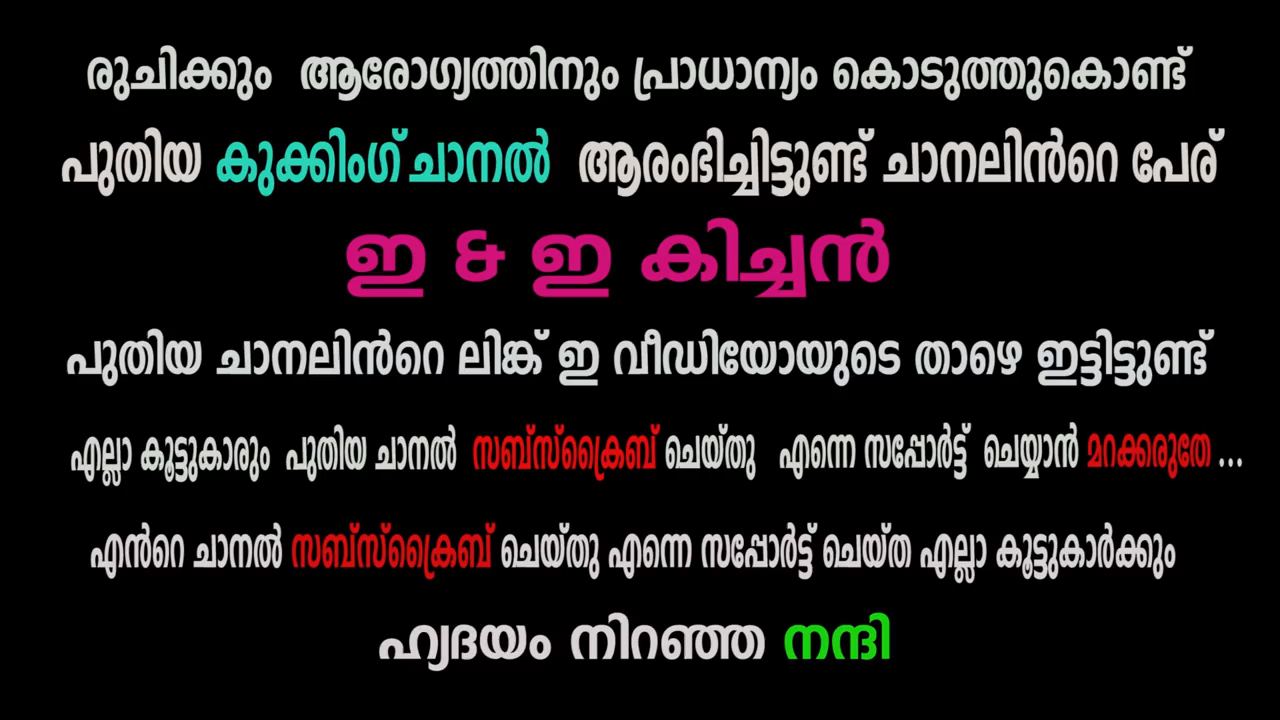 രുചിക്കും ആരോഗ്യത്തിനും പ്രാധാന്യം കൊടുത്തുകൊണ്ട്
പുതിയ കുക്കിംഗ് ചാനൽ ആരംഭിച്ചിട്ടുണ്ട് ചാനലിൻറെ പേര്
ഇ & ഇ കിച്ചൻ
പുതിയ ചാനലിൻറെ ലിങ്ക് ഇ വീഡിയോയുടെ താഴെ ഇട്ടിട്ടുണ്ട്
എല്ലാ കൂട്ടുകാരും പുതിയ ചാനൽ സബ്സ്ക്രൈബ് ചെയ്തു എന്നെ സപ്പോർട്ട് ചെയ്യാൻ മറക്കരുതേ ...
എൻറെ ചാനൽ സബ്സ്ക്രൈബ് ചെയ്തു എന്നെ സപ്പോർട്ട് ചെയ്ത എല്ലാ കൂട്ടുകാർക്കും
ഹ്യദയം നിറഞ്ഞ നന്ദി